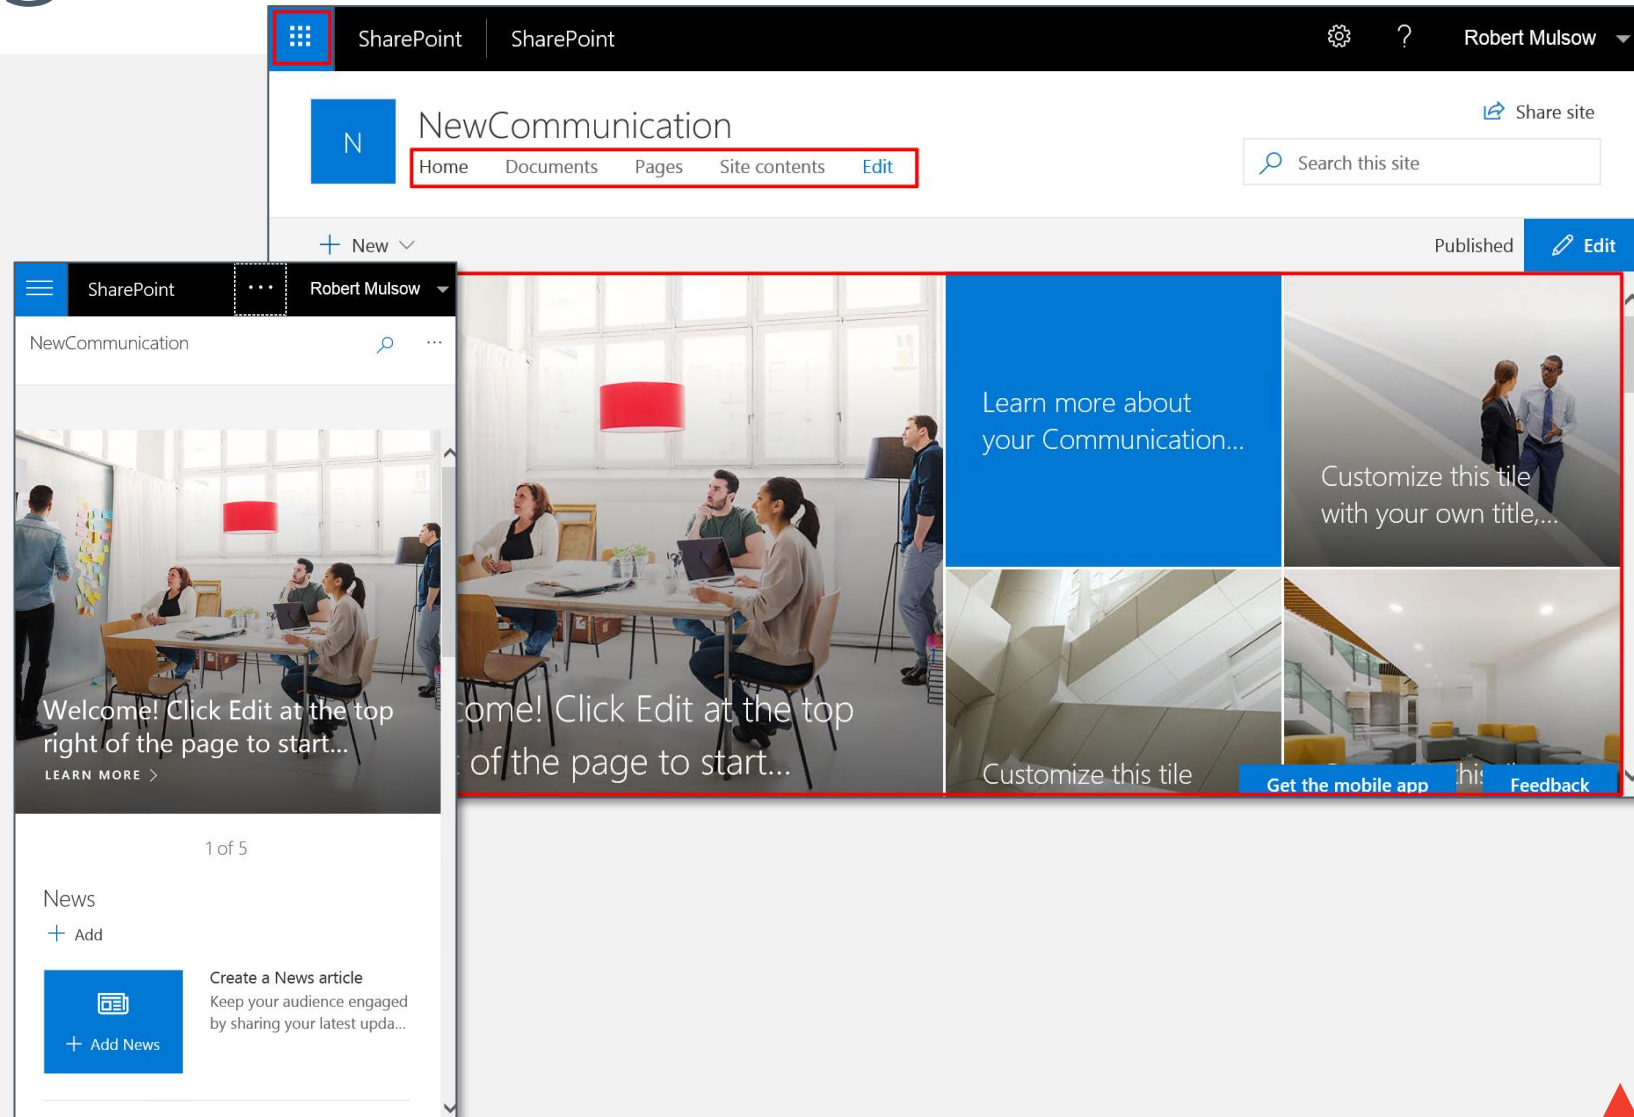 SharePoint SharePoint Robert Mulsow
N
NewCommunication
Share site
Home Documents Pages Site contents Edit
Search this site
New
Published
Edit
Learn more about
your Communication...
Customize this tile
with your own title,...
come! Click Edit at the top
of the page to start...
Customize this tile
Get the mobile app
Feedback
SharePoint ... Robert Mulsow
NewCommunication ...
Welcome! Click Edit at the top
right of the page to start...
LEARN MORE
1 of 5
News
+ Add
Create a News article
Keep your audience engaged
by sharing your latest upda...
+ Add News